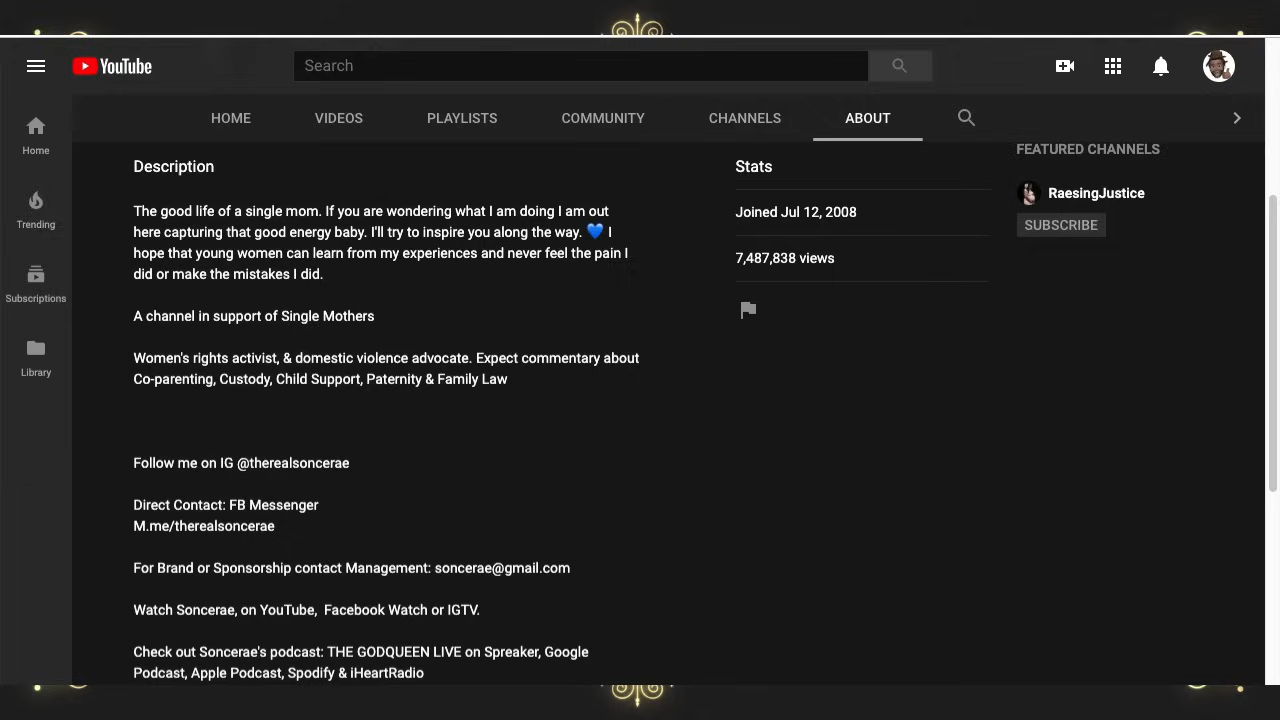 YouTube
Search
HOME
VIDEOS
PLAYLISTS
COMMUNITY
CHANNELS
ABOUT
Home
Trending
Subscriptions
Library
Description
The good life of a single mom. If you are wondering what I am doing I am out
here capturing that good energy baby. I'll try to inspire you along the way. 💙 I
hope that young women can learn from my experiences and never feel the pain I
did or make the mistakes I did.
A channel in support of Single Mothers
Women's rights activist, & domestic violence advocate. Expect commentary about
Co-parenting, Custody, Child Support, Paternity & Family Law
Follow me on IG @therealsoncerae
Direct Contact: FB Messenger
M.me/therealsoncerae
For Brand or Sponsorship contact Management: soncerae@gmail.com
Watch Soncerae, on YouTube,  Facebook Watch or IGTV.
Check out Soncerae's podcast: THE GODQUEEN LIVE on Spreaker, Google
Podcast, Apple Podcast, Spodify & iHeartRadio
Stats
Joined Jul 12, 2008
7,487,838 views
FEATURED CHANNELS
RaesingJustice
SUBSCRIBE